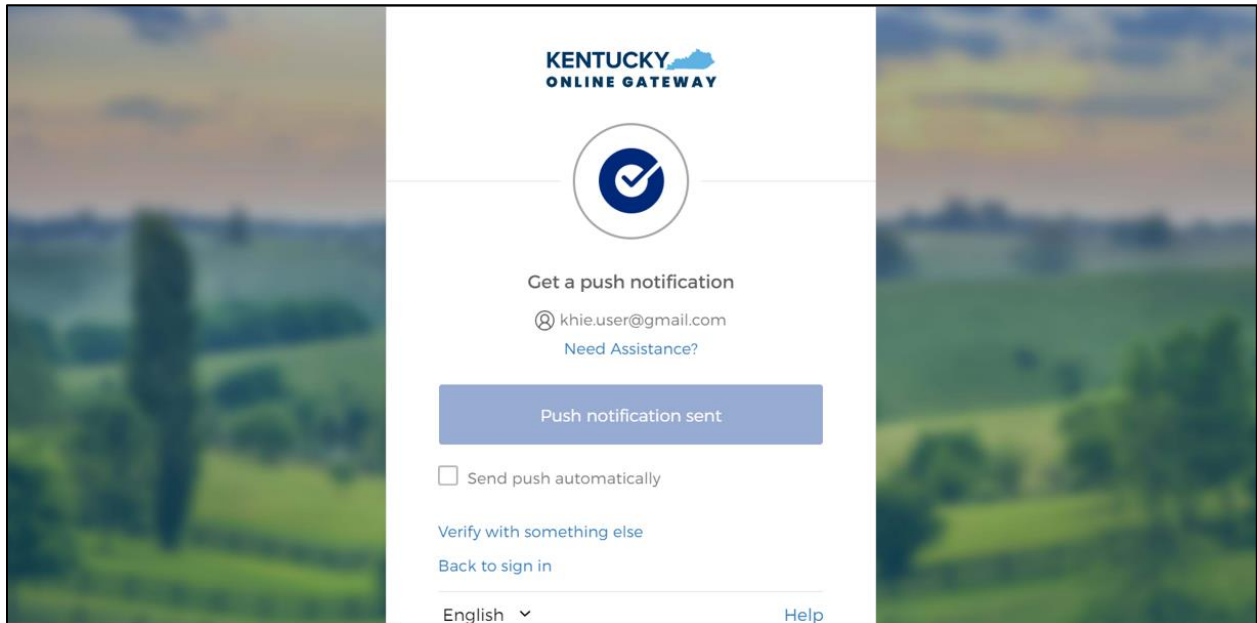 KENTUCKY
ONLINE GATEWAY
Get a push notification
khie.user@gmail.com
Need Assistance?
Push notification sent
Send push automatically
Verify with something else
Back to sign in
English
Help